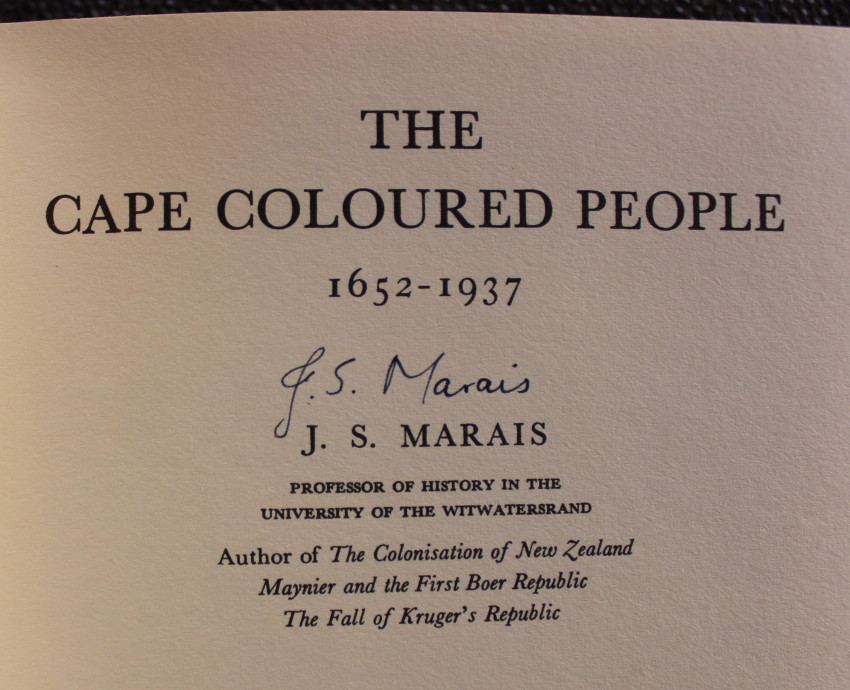 THE
CAPE COLOURED PEOPLE
1652-1937
J. S. Marais
J. S. MARAIS
PROFESSOR OF HISTORY IN THE
UNIVERSITY OF THE WITWATERSRAND
Author of The Colonisation of New Zealand
Maynier and the First Boer Republic
The Fall of Kruger's Republic